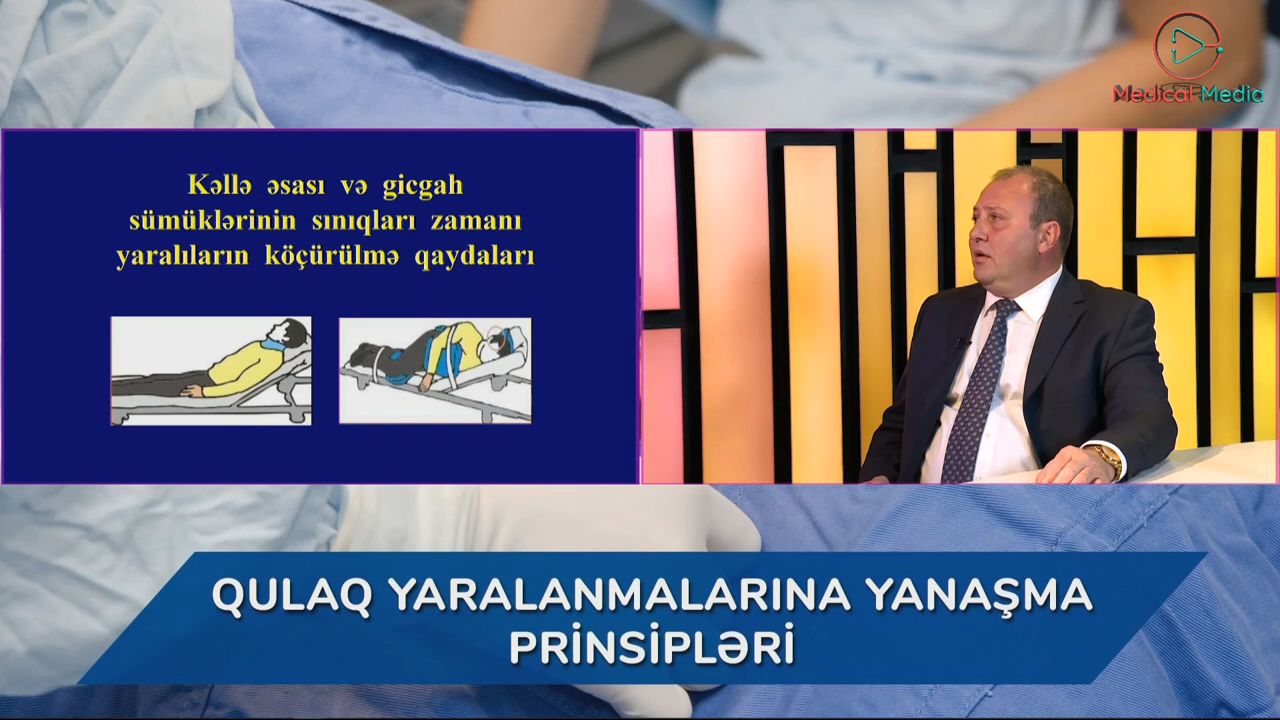 Medical Media
Kəllə əsası və gicgah
sümüklərinin sınıqları zamanı
yaralıların köçürülmə qaydaları
QULAQ YARALANMALARINA YANAŞMA
PRİNSİPLƏRİ